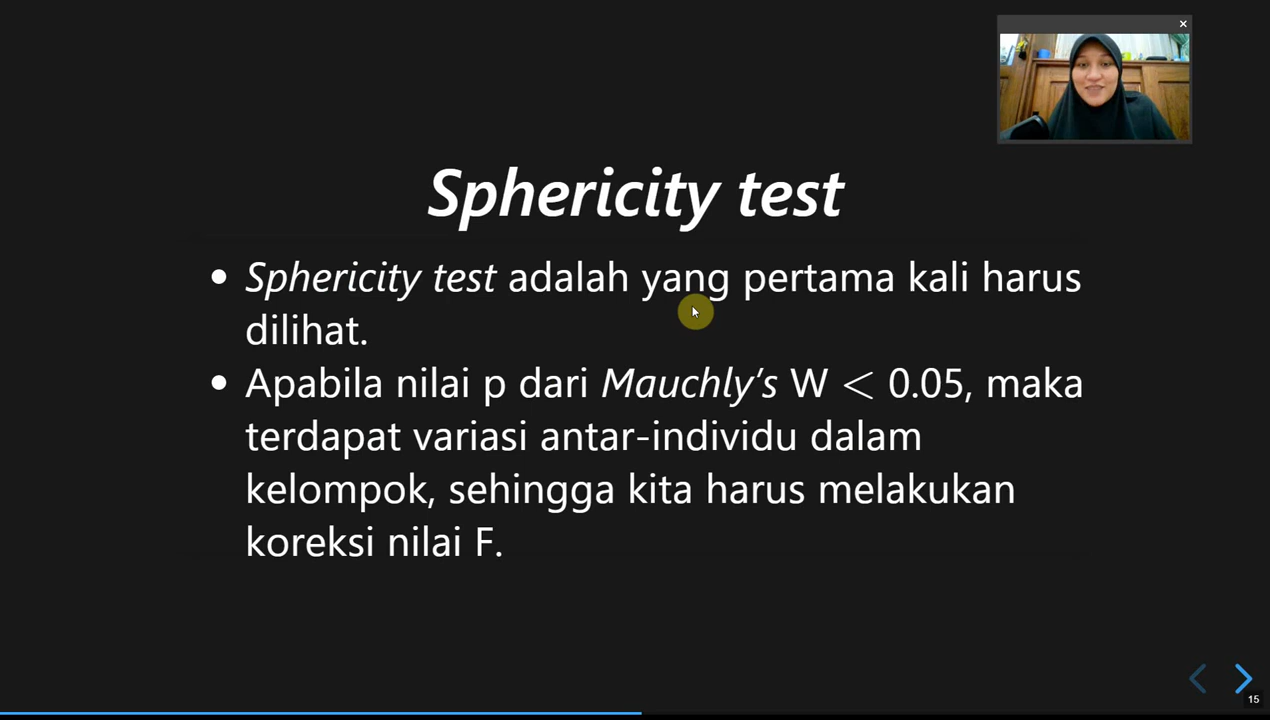 Sphericity test
• Sphericity test adalah yang pertama kali harus
dilihat.
• Apabila nilai p dari Mauchly's W < 0.05, maka
terdapat variasi antar-individu dalam
kelompok, sehingga kita harus melakukan
koreksi nilai F.
15